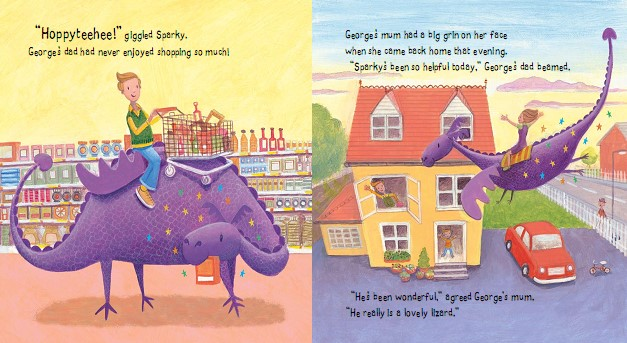 "Hoppyteehee!" giggled Sparky.
George's dad had never enjoyed shopping so much!
George's mum had a big grin on her face
when she came back home that evening.
"Sparky's been so helpful today," George's dad beamed.
"He's been wonderful," agreed George's mum.
"He really is a lovely lizard."